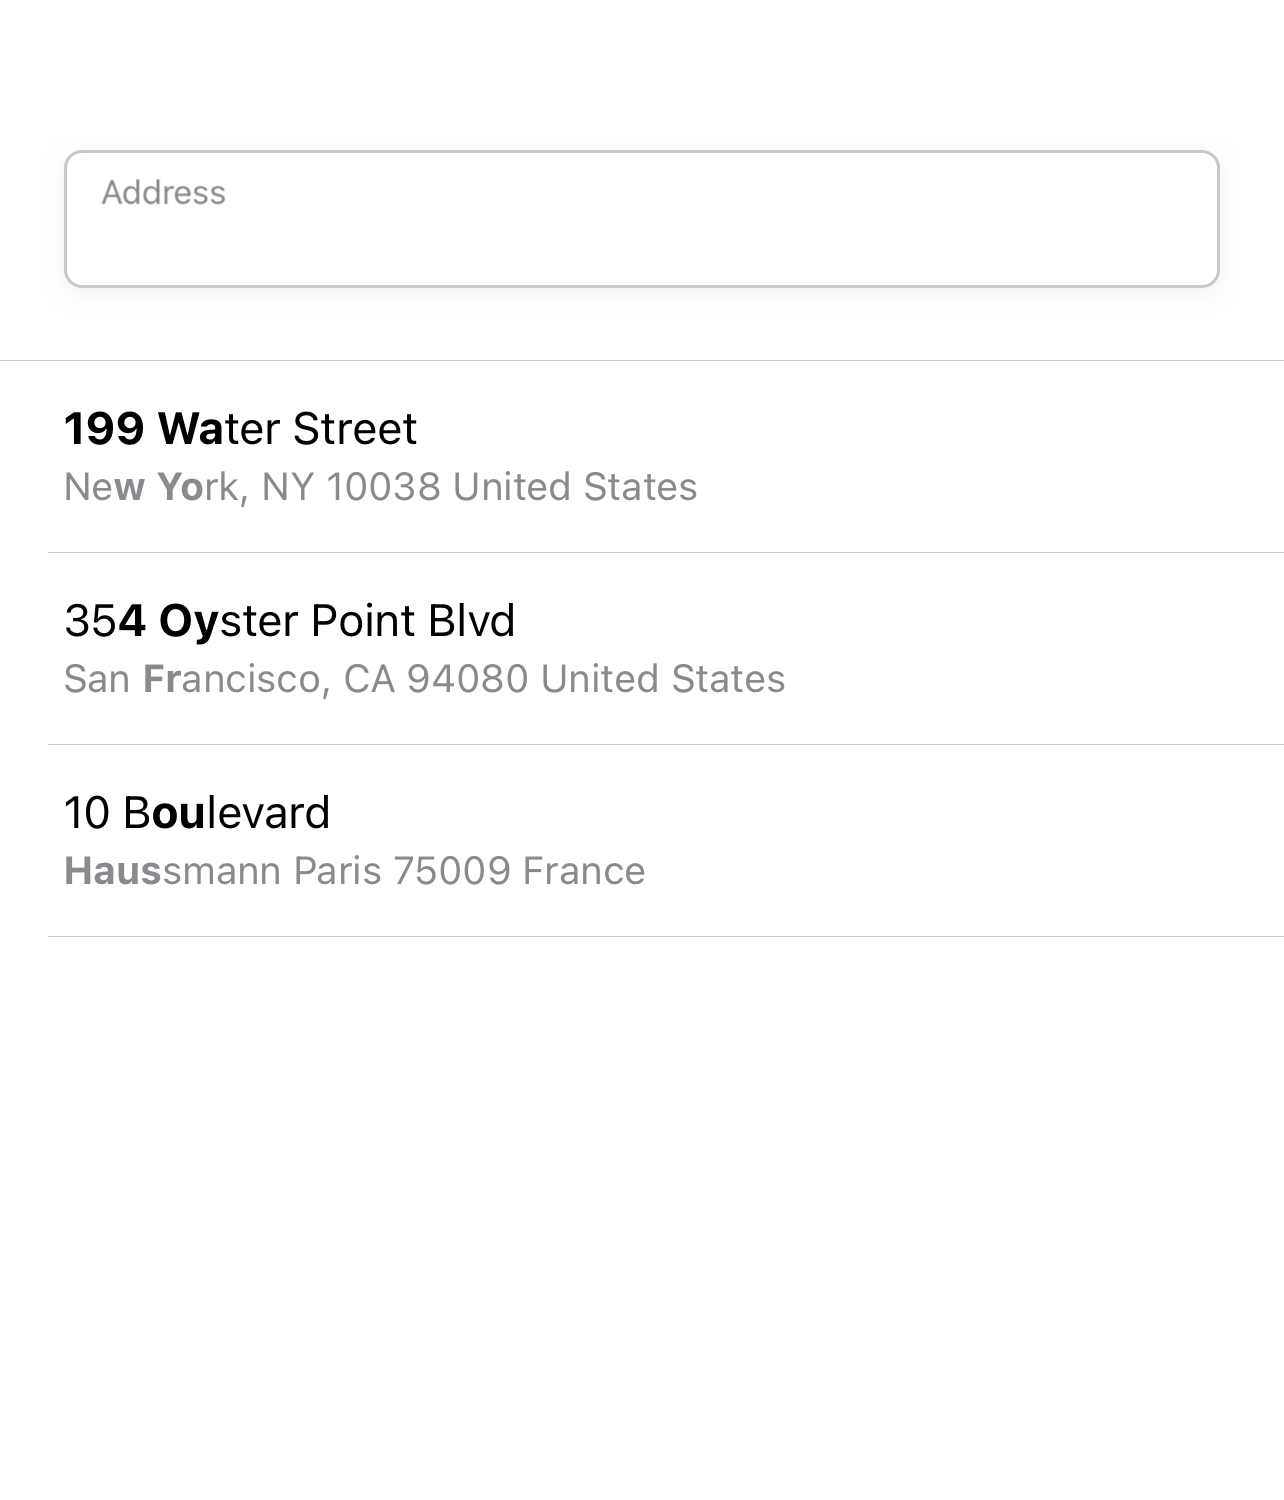 Address
199 Water Street
New York, NY 10038 United States
354 Oyster Point Blvd
San Francisco, CA 94080 United States
10 Boulevard
Haussmann Paris 75009 France